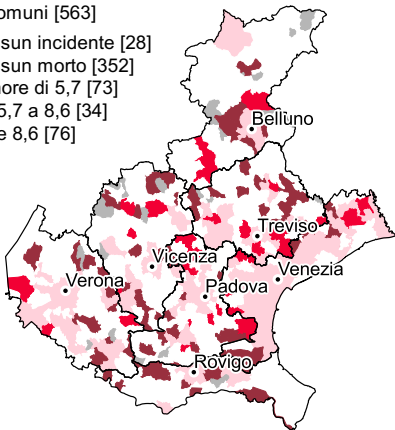 omuni [563]
sun incidente [28]
sun morto [352]
ore di 5,7 [73]
5,7 a 8,6 [34]
e 8,6 [76]
Belluno
Treviso
Vicenza
Venezia
Verona
Padova
Rovigo